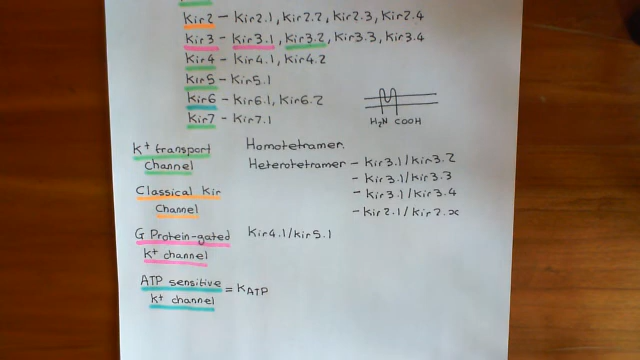 Kir2 - Kir2.1, Kir2.2, Kir2.3, Kir2.4
Kir3 - Kir3.1, Kir3.2, Kir3.3, Kir3.4
Kir4 - Kir4.1, Kir4.2
Kir5 - Kir5.1
Kir6 - Kir6.1, Kir6.2
Kir7 - Kir7.1
H₂N COOH
K⁺ transport channel
Homotetramer.
Heterotetramer - Kir3.1/Kir3.2
- Kir3.1/Kir3.3
- Kir3.1/Kir3.4
- Kir2.1/Kir2.x
Classical Kir
Channel
G Protein-gated
K⁺ channel
Kir4.1/Kir5.1
ATP sensitive
K⁺ channel
= KATP